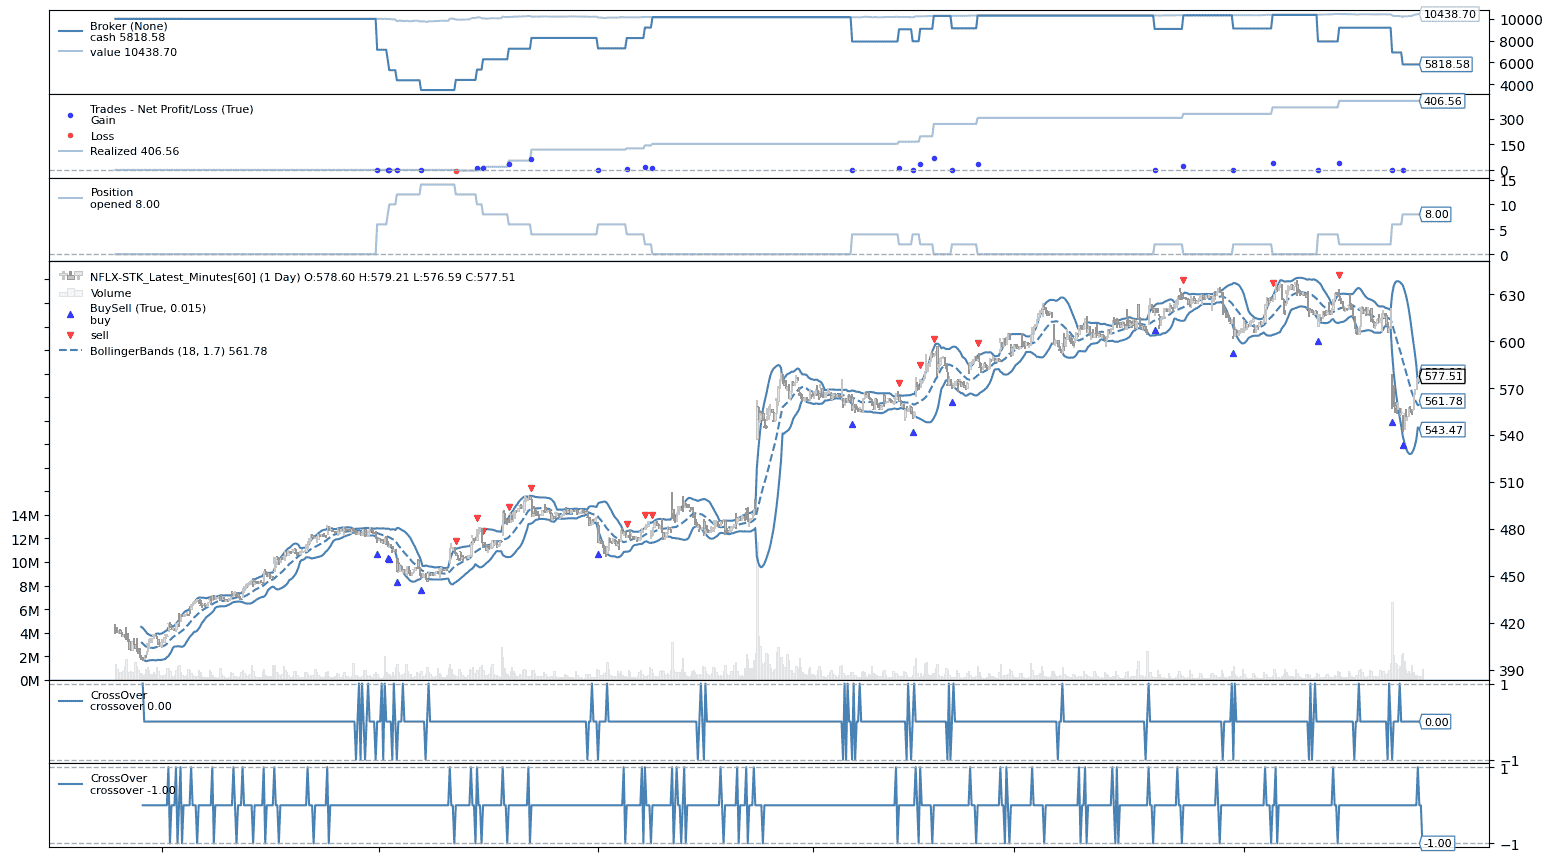 Broker (None)
cash 5818.58
value 10438.70
10438.70
10000
8000
6000
5818.58
4000
Trades - Net Profit/Loss (True)
Gain
Loss
Realized 406.56
406.56
300
150
0
Position
opened 8.00
15
10
8.00
5
0
NFLX-STK_Latest_Minutes[60] (1 Day) O:578.60 H:579.21 L:576.59 C:577.51
Volume
BuySell (True, 0.015)
buy
sell
BollingerBands (18, 1.7) 561.78
630
600
577.51
570
561.78
543.47
540
510
480
450
420
390
14M
12M
10M
8M
6M
4M
2M
0M
CrossOver
crossover 0.00
1
0.00
−1
CrossOver
crossover -1.00
1
-1.00
−1